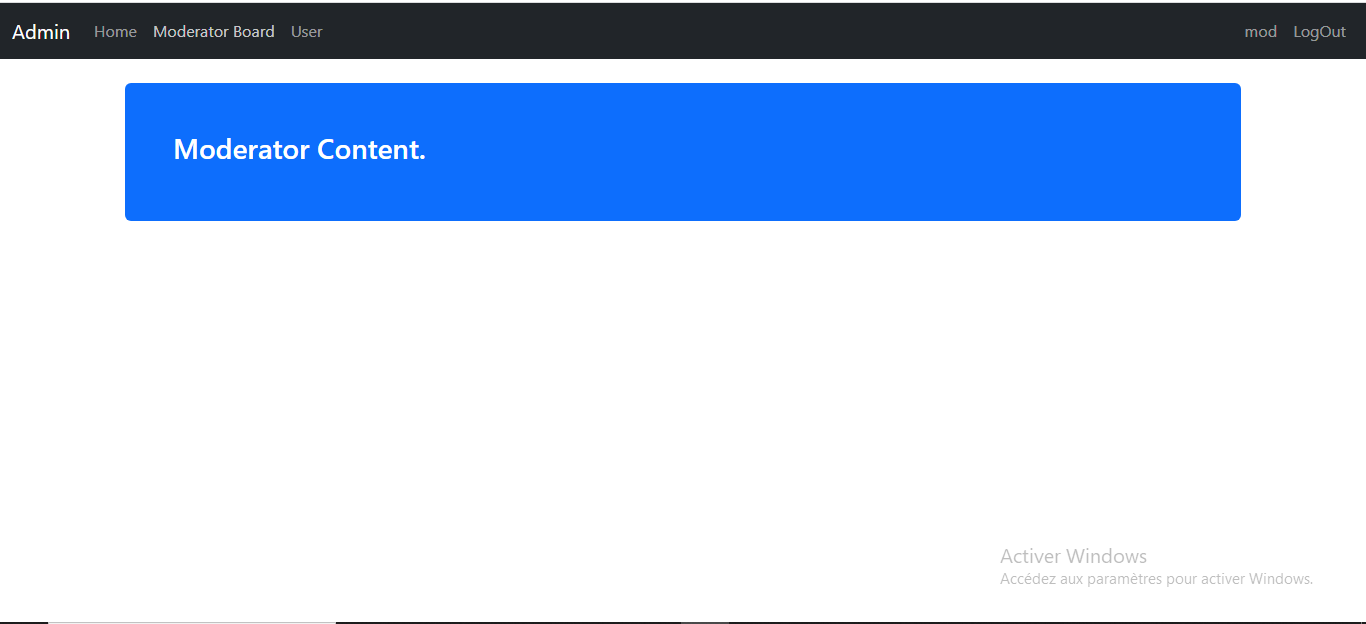 Admin Home Moderator Board User mod LogOut
Moderator Content.
Activer Windows
Accédez aux paramètres pour activer Windows.